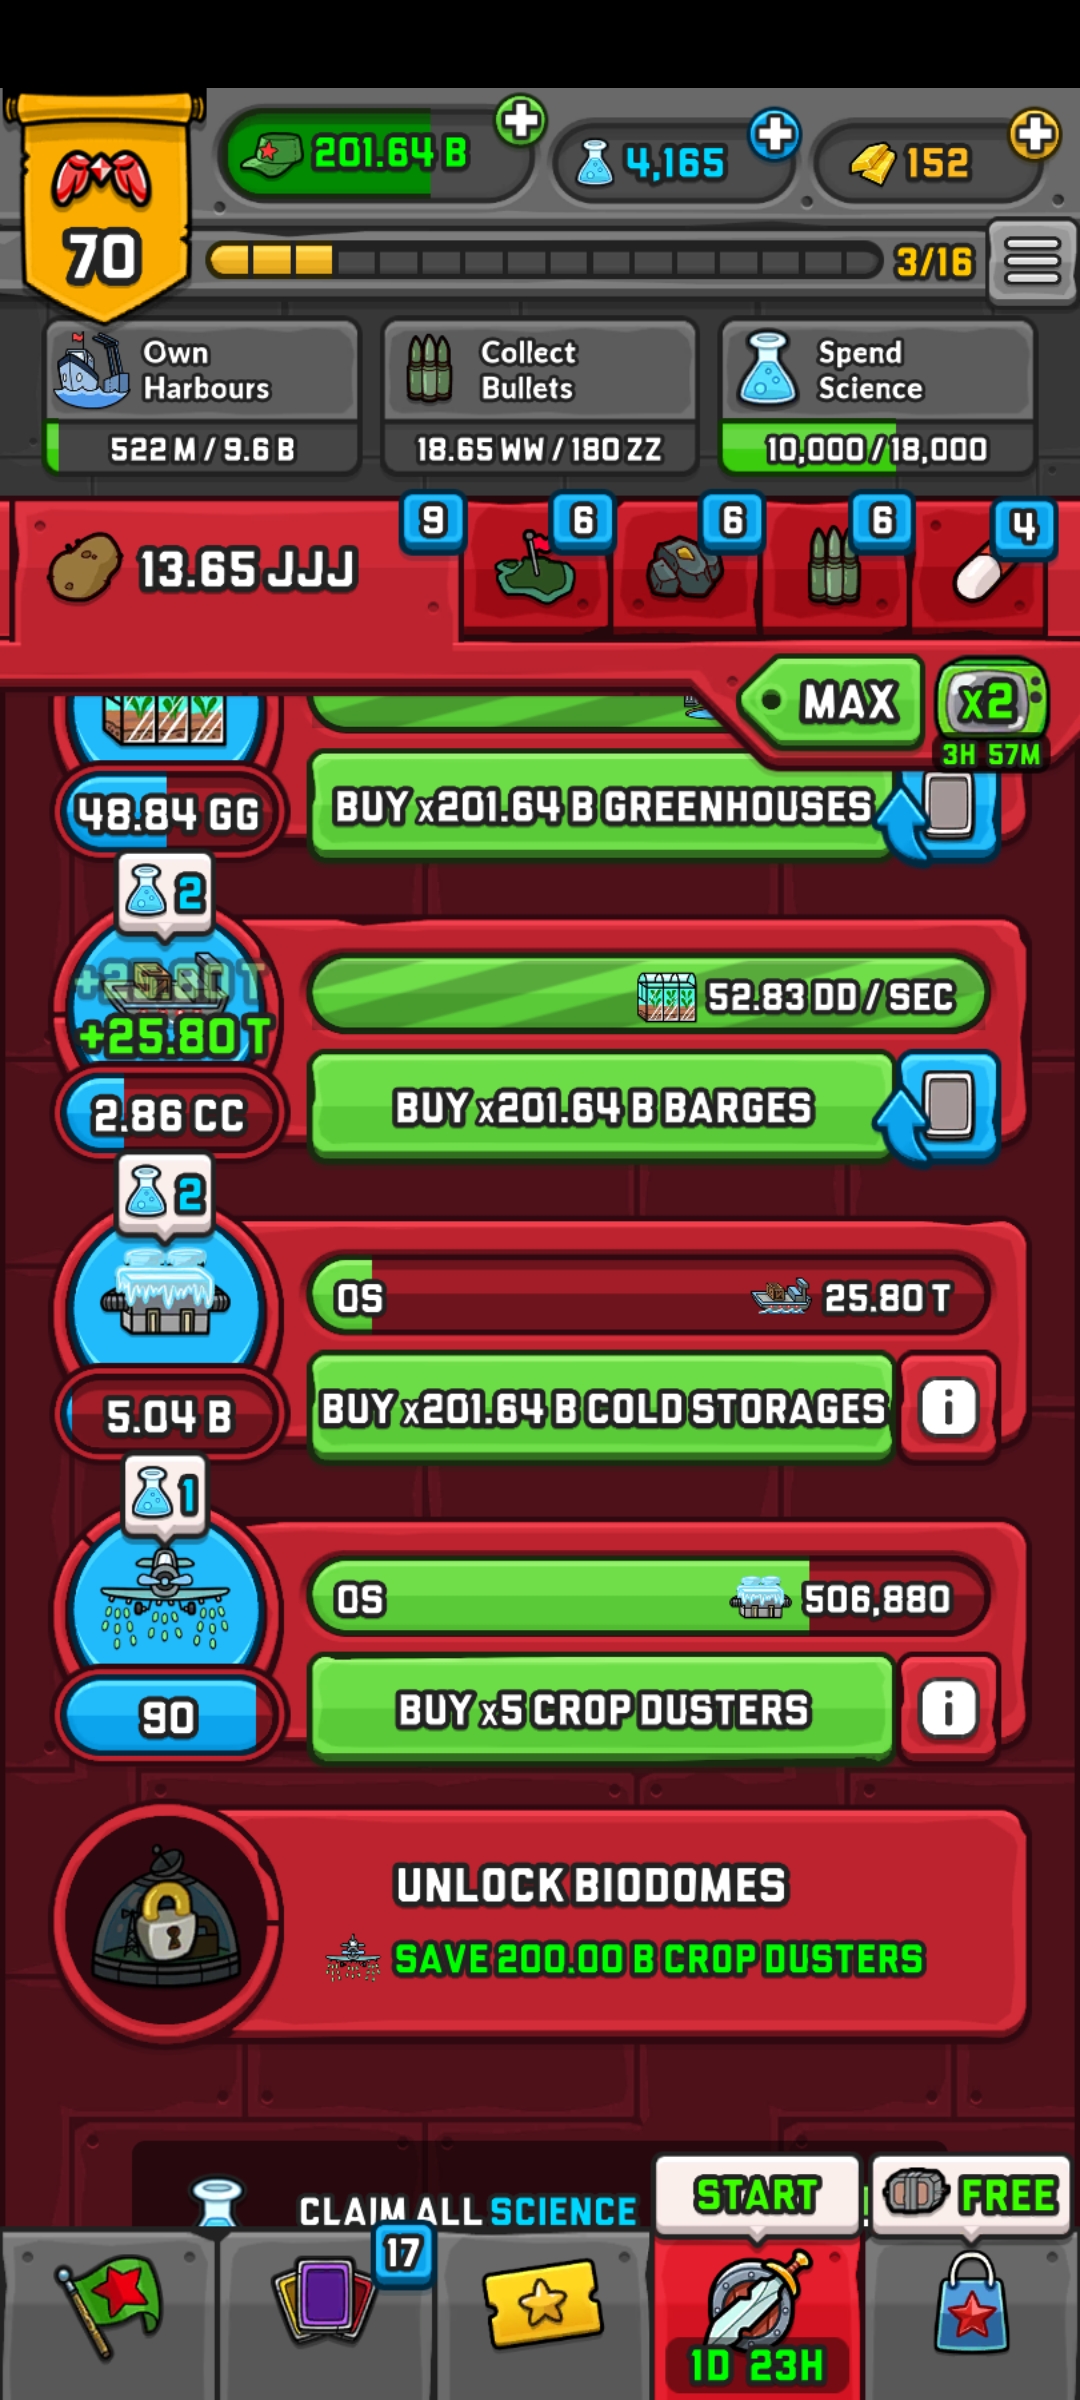 201.64 B
4,165
152
70
3/16
Own
Harbours
522 M / 9.6 B
Collect
Bullets
18.65 WW / 180 ZZ
Spend
Science
10,000 / 18,000
13.65 JJJ
9
6
6
6
4
MAX
x2
3H 57M
48.84 GG
BUY x201.64 B GREENHOUSES
2
+25.80 T
+25.80 T
52.83 DD / SEC
2.86 CC
BUY x201.64 B BARGES
2
0S
25.80 T
5.04 B
BUY x201.64 B COLD STORAGES
i
1
0S
506,880
90
BUY x5 CROP DUSTERS
i
UNLOCK BIODOMES
SAVE 200.00 B CROP DUSTERS
CLAIM ALL SCIENCE
START
FREE
17
1D 23H